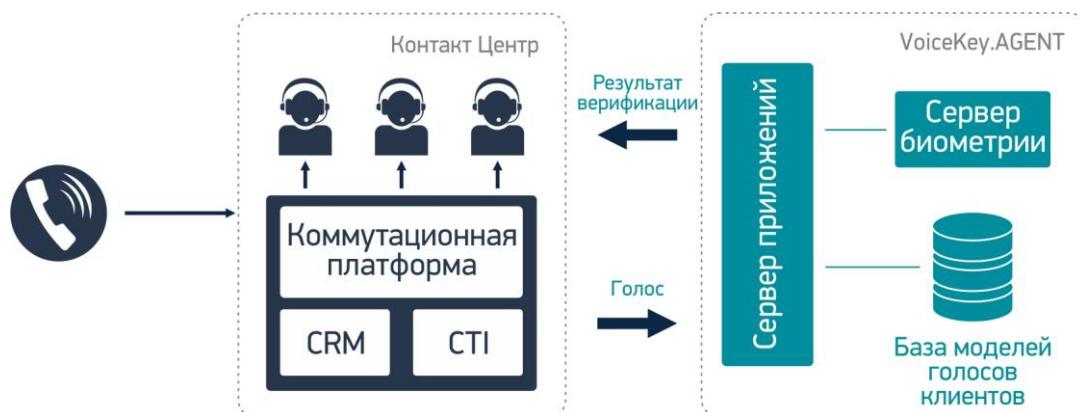 Контакт Центр
Коммутационная
платформа
CRM
CTI
Результат
верификации
Голос
VoiceKey.AGENT
Сервер приложений
Сервер
биометрии
База моделей
голосов
клиентов